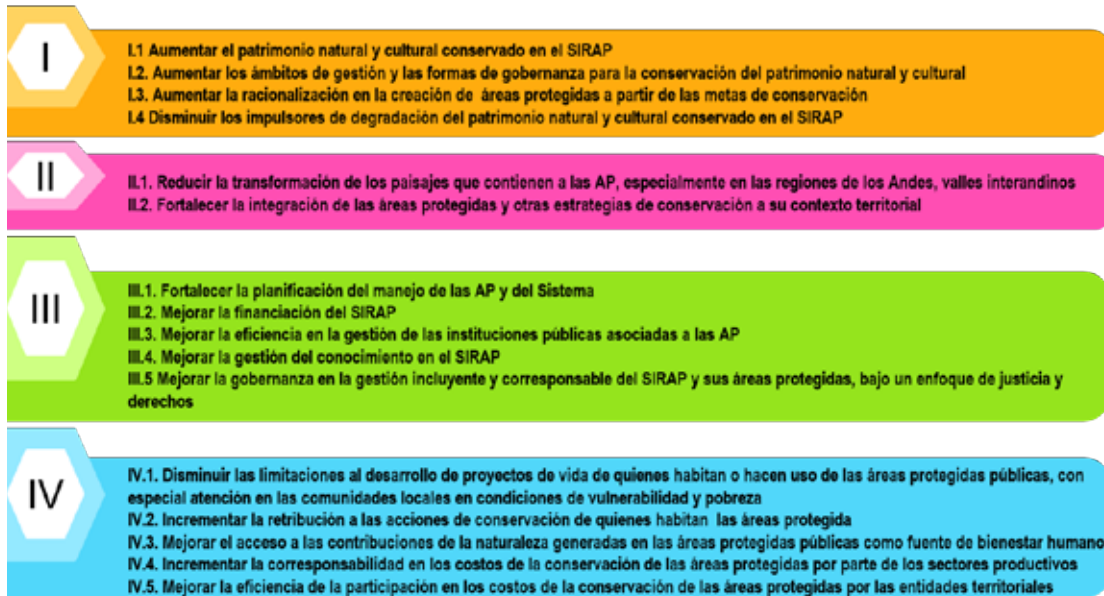 I
I.1 Aumentar el patrimonio natural y cultural conservado en el SIRAP
I.2. Aumentar los ámbitos de gestión y las formas de gobernanza para la conservación del patrimonio natural y cultural
I.3. Aumentar la racionalización en la creación de áreas protegidas a partir de las metas de conservación
I.4 Disminuir los impulsores de degradación del patrimonio natural y cultural conservado en el SIRAP
II
II.1. Reducir la transformación de los paisajes que contienen a las AP, especialmente en las regiones de los Andes, valles interandinos
II.2. Fortalecer la integración de las áreas protegidas y otras estrategias de conservación a su contexto territorial
III
III.1. Fortalecer la planificación del manejo de las AP y del Sistema
III.2. Mejorar la financiación del SIRAP
III.3. Mejorar la eficiencia en la gestión de las instituciones públicas asociadas a las AP
III.4. Mejorar la gestión del conocimiento en el SIRAP
III.5 Mejorar la gobernanza en la gestión incluyente y corresponsable del SIRAP y sus áreas protegidas, bajo un enfoque de justicia y
derechos
IV
IV.1. Disminuir las limitaciones al desarrollo de proyectos de vida de quienes habitan o hacen uso de las áreas protegidas públicas, con
especial atención en las comunidades locales en condiciones de vulnerabilidad y pobreza
IV.2. Incrementar la retribución a las acciones de conservación de quienes habitan las áreas protegida
IV.3. Mejorar el acceso a las contribuciones de la naturaleza generadas en las áreas protegidas públicas como fuente de bienestar humano
IV.4. Incrementar la corresponsabilidad en los costos de la conservación de las áreas protegidas por parte de los sectores productivos
IV.5. Mejorar la eficiencia de la participación en los costos de la conservación de las áreas protegidas por las entidades territoriales